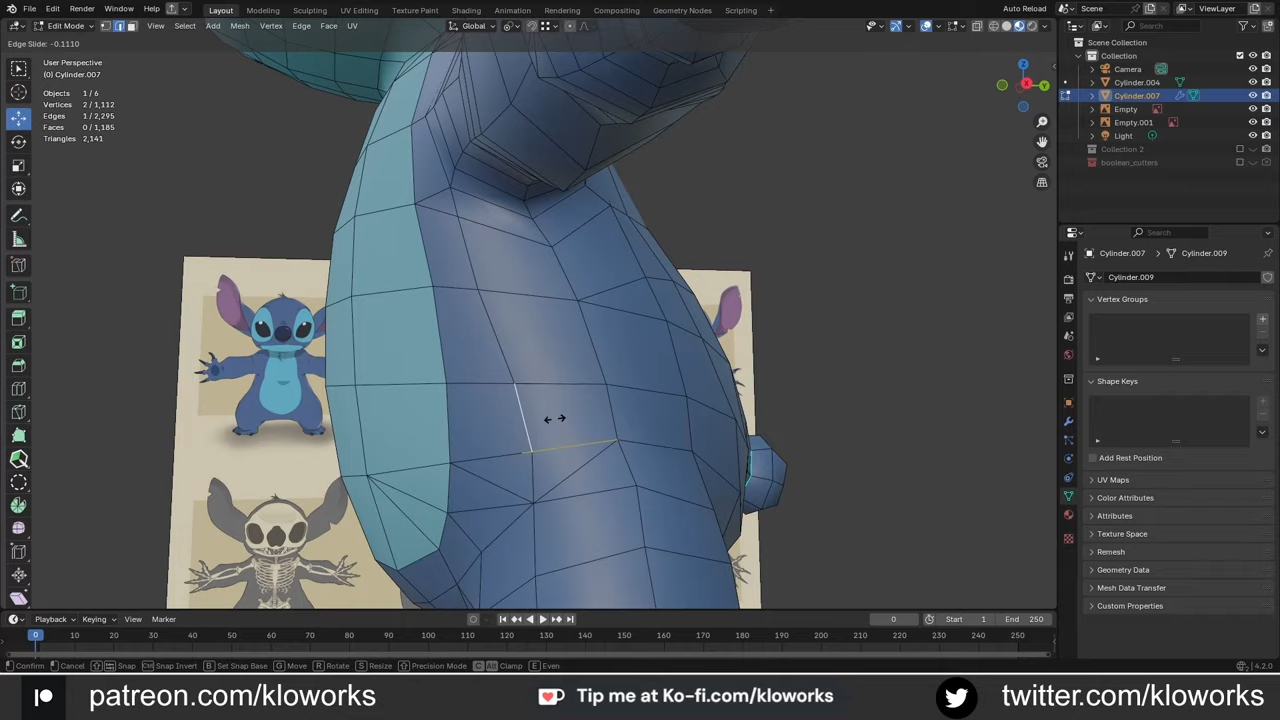 File Edit Render Window Help Layout Modeling Sculpting UV Editing Texture Paint Shading Animation Rendering Compositing Geometry Nodes Scripting Auto Reload Scene ViewLayer
Edit Mode View Select Add Mesh Vertex Edge Face UV Global Search
Edge Slide: -0.1110
User Perspective
(0) Cylinder.007
Objects 1 / 6
Vertices 2 / 1,112
Edges 1 / 2,295
Faces 0 / 1,185
Triangles 2,141
X
Y
Z
Scene Collection
Collection
Camera
Cylinder.004
Cylinder.007
Empty
Empty.001
Light
Collection 2
boolean_cutters
Search
Cylinder.007 > Cylinder.009
Cylinder.009
Vertex Groups
Shape Keys
Add Rest Position
UV Maps
Color Attributes
Attributes
Texture Space
Remesh
Geometry Data
Mesh Data Transfer
Custom Properties
Playback Keying View Marker 0 Start 1 End 250
0 10 20 30 40 50 60 70 80 90 100 110 120 130 140 150 160 170 180 190 200 210 220 230 240 250
Confirm Cancel Snap Ctrl Snap Invert B Set Snap Base G Move R Rotate S Resize Precision Mode C Alt Clamp E Even 4.2.0
patreon.com/kloworks Tip me at Ko-fi.com/kloworks twitter.com/kloworks